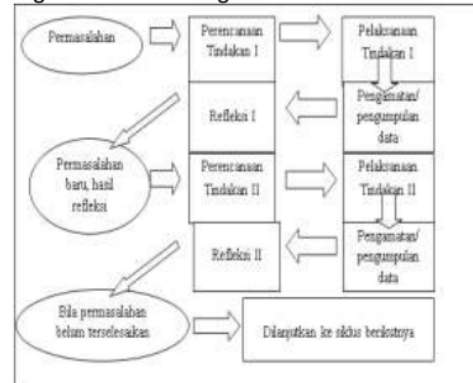 Permasalahan
Perencanaan
Tindakan I
Pelaksanaan
Tindakan I
Pengamatan/
pengumpulan
data
Refleksi I
Permasalahan
baru, hasil
refleksi
Perencanaan
Tindakan II
Pelaksanaan
Tindakan II
Pengamatan/
pengumpulan
data
Refleksi II
Bila permasalahan
belum terselesaikan
Dilanjutkan ke siklus berikutnya